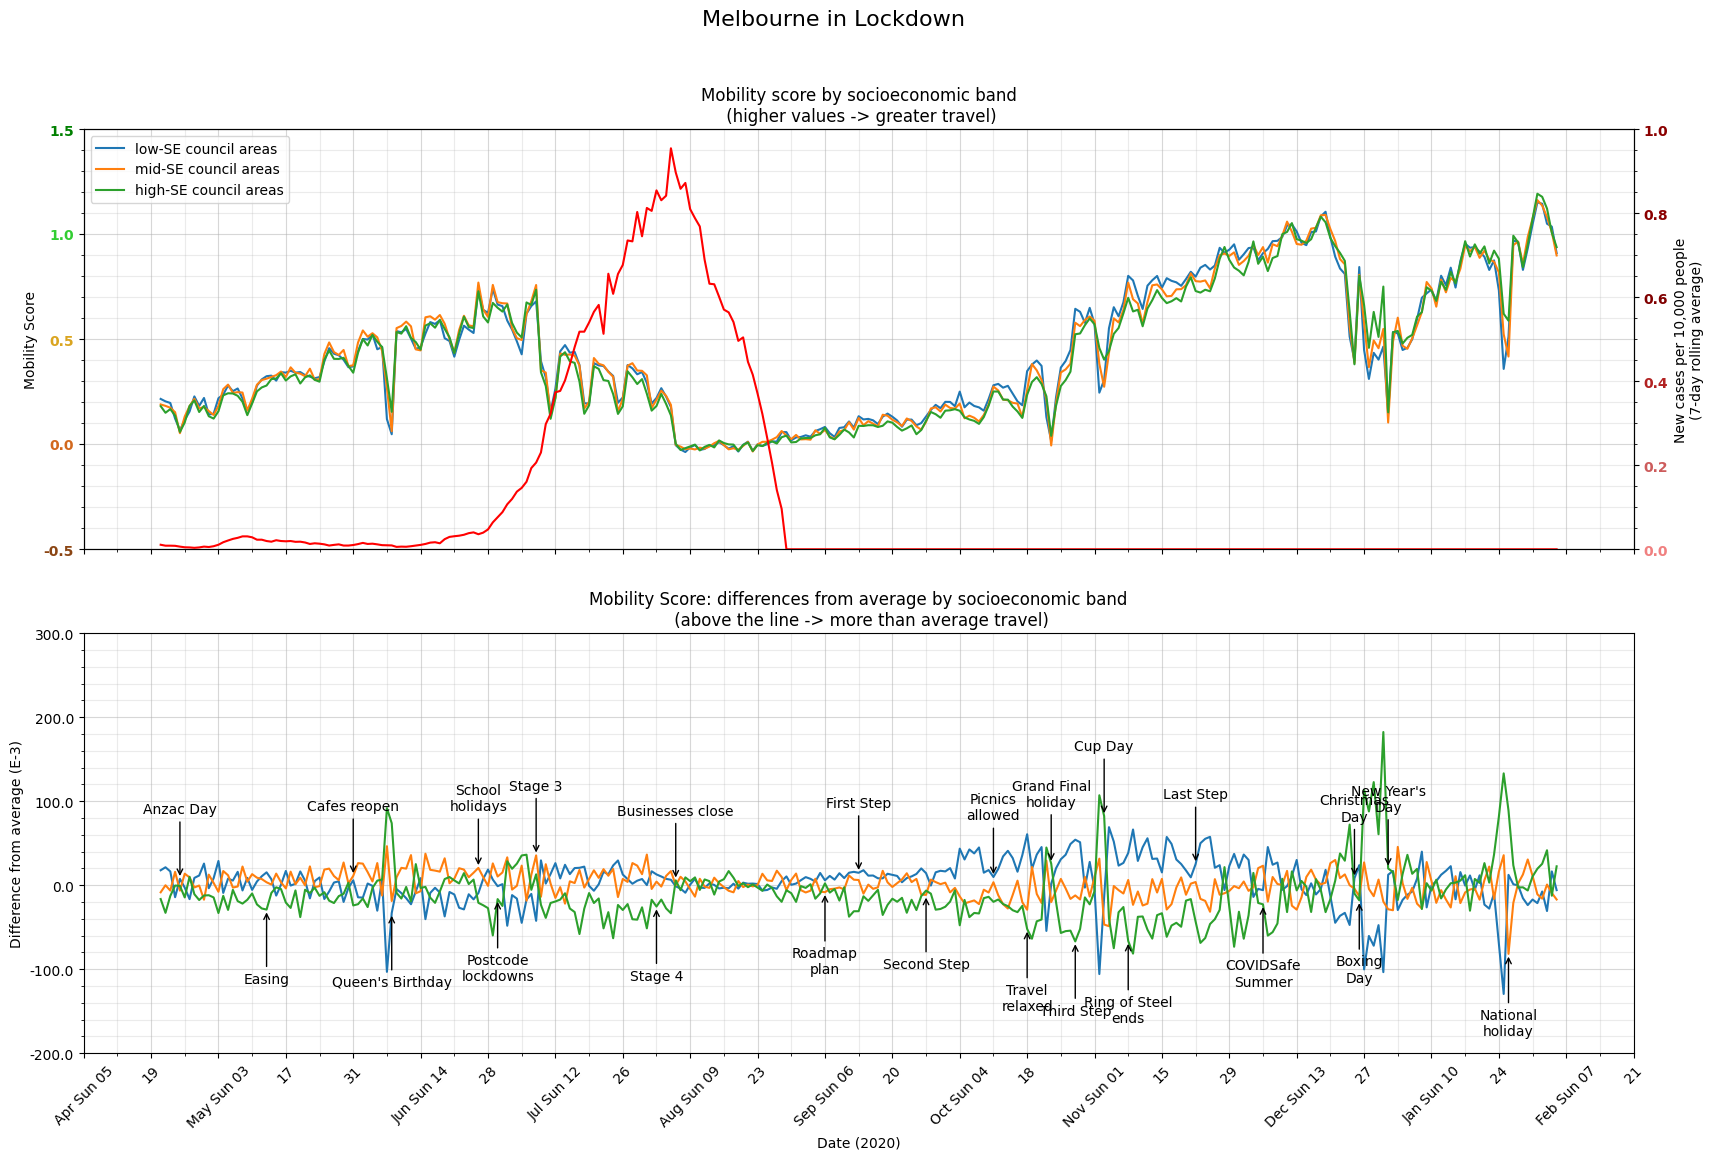 Melbourne in Lockdown
Mobility score by socioeconomic band
(higher values -> greater travel)
low-SE council areas
mid-SE council areas
high-SE council areas
1.5
1.0
0.5
0.0
-0.5
Mobility Score
1.0
0.8
0.6
0.4
0.2
0.0
New cases per 10,000 people
(7-day rolling average)
Mobility Score: differences from average by socioeconomic band
(above the line -> more than average travel)
300.0
200.0
100.0
0.0
-100.0
-200.0
Difference from average (E-3)
Anzac Day
Easing
Cafes reopen
Queen's Birthday
School
holidays
Postcode
lockdowns
Stage 3
Stage 4
Businesses close
Roadmap
plan
First Step
Second Step
Picnics
allowed
Travel
relaxed
Grand Final
holiday
Third Step
Cup Day
Ring of Steel
ends
Last Step
COVIDSafe
Summer
Christmas
Day
Boxing
Day
New Year's
Day
National
holiday
Apr Sun 05
19
May Sun 03
17
31
Jun Sun 14
28
Jul Sun 12
26
Aug Sun 09
23
Sep Sun 06
20
Oct Sun 04
18
Nov Sun 01
15
29
Dec Sun 13
27
Jan Sun 10
24
Feb Sun 07
21
Date (2020)